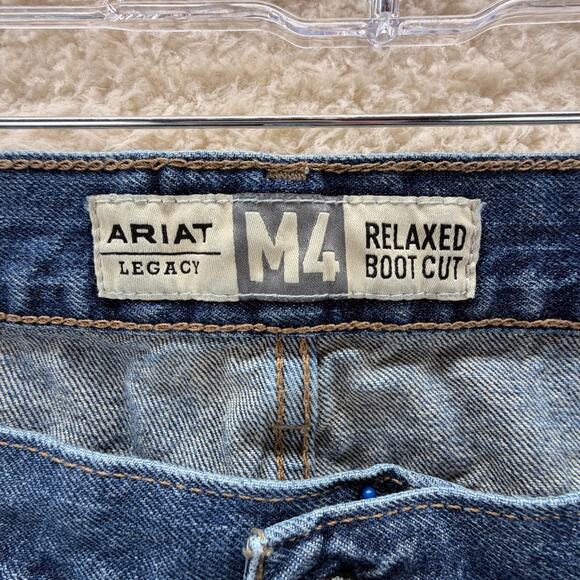 ARIAT
LEGACY
M4
RELAXED
BOOT CUT